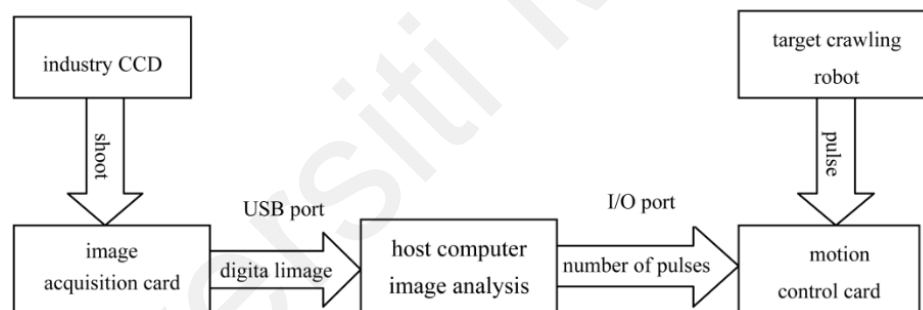 industry CCD
target crawling
robot
shoot
pulse
USB port
I/O port
image
acquisition card
digita limage
host computer
image analysis
number of pulses
motion
control card
ersiti